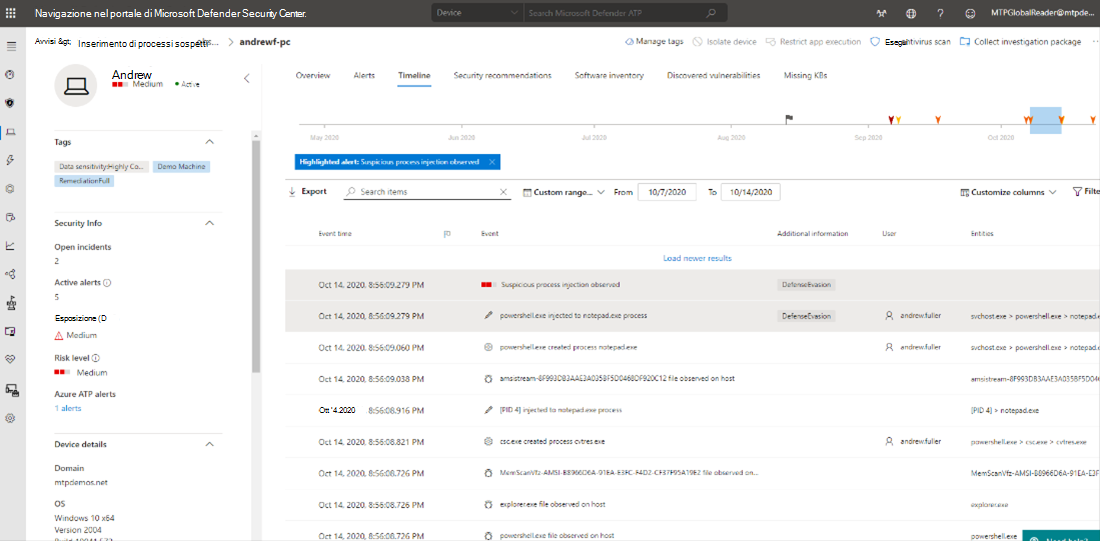 Navigazione nel portale di Microsoft Defender Security Center.
Device
Search Microsoft Defender ATP
MTPGlobalReader@mtpde...
Avvisi &gt;
Inserimento di processi sospetti
> andrewf-pc
Manage tags
Isolate device
Restrict app execution
Collect investigation package
...
Andrew
Medium
Active
Overview
Alerts
Timeline
Security recommendations
Software inventory
Discovered vulnerabilities
Missing KBs
May 2020
Jun 2020
Jul 2020
Aug 2020
Sep 2020
Oct 2020
Highlighted alert: Suspicious process injection observed
Tags
Data sensitivity:Highly Co...
Demo Machine
RemediationFull
Security Info
Open incidents
2
Active alerts
5
Esposizione (D
Medium
Risk level
Medium
Azure ATP alerts
1 alerts
Device details
Domain
mtpdemos.net
OS
Windows 10 x64
Version 2004
Export
Search items
Custom range...
From
10/7/2020
To
10/14/2020
Customize columns
Filte
Event time
Event
Additional information
User
Entities
Load newer results
Oct 14, 2020, 8:56:09.279 PM
Suspicious process injection observed
DefenseEvasion
Oct 14, 2020, 8:56:09.279 PM
powershell.exe injected to notepad.exe process
DefenseEvasion
andrew.fuller
svchost.exe > powershell.exe > notepad.e
Oct 14, 2020, 8:56:09.060 PM
powershell.exe created process notepad.exe
andrew.fuller
svchost.exe > powershell.exe > notepad.e
Oct 14, 2020, 8:56:09.038 PM
amsistream-8F993DB3AA3A035BF5D0468DF920C12 file observed on host
amsistream-8F993DB3AA3A035BF5D046
Ott '4.2020
8:56:08.916 PM
[PID 4] injected to notepad.exe process
[PID 4] > notepad.exe
Oct 14, 2020, 8:56:08.821 PM
csc.exe created process cvtres.exe
andrew.fuller
powershell.exe > csc.exe > cvtres.exe
Oct 14, 2020, 8:56:08.726 PM
MemScanVfz-AMSI-B8966D6A-91EA-E3FC-F4D2-CF37F95A19E2 file observed on...
MemScanVfz-AMSI-B8966D6A-91EA-E3F
Oct 14, 2020, 8:56:08.726 PM
explorer.exe file observed on host
explorer.exe
Oct 14, 2020, 8:56:08.726 PM
powershell.exe file observed on host
powershell.exe
Need help?